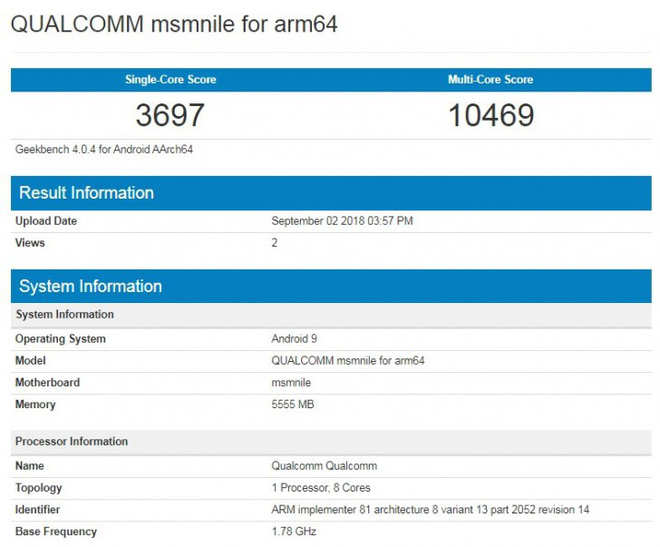 QUALCOMM msmnile for arm64
Single-Core Score Multi-Core Score
3697 10469
Geekbench 4.0.4 for Android AArch64
Result Information
Upload Date September 02 2018 03:57 PM
Views 2
System Information
System Information
Operating System Android 9
Model QUALCOMM msmnile for arm64
Motherboard msmnile
Memory 5555 MB
Processor Information
Name Qualcomm Qualcomm
Topology 1 Processor, 8 Cores
Identifier ARM implementer 81 architecture 8 variant 13 part 2052 revision 14
Base Frequency 1.78 GHz